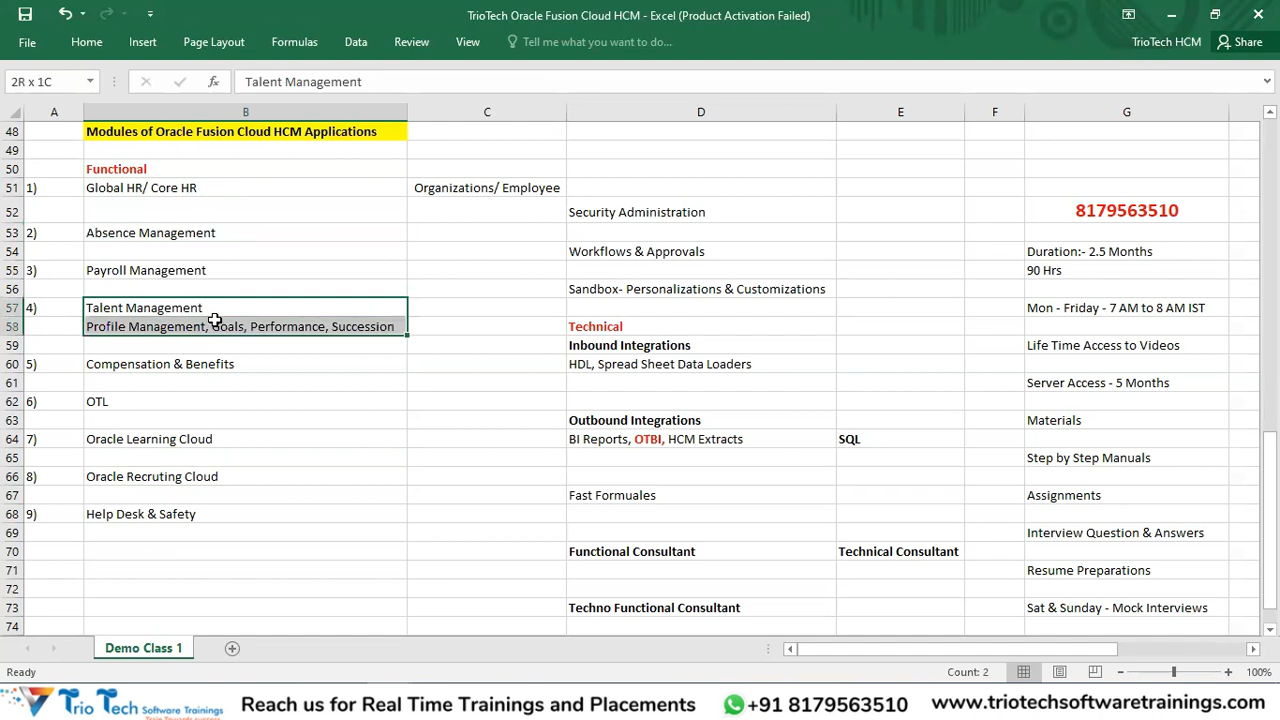 TrioTech Oracle Fusion Cloud HCM - Excel (Product Activation Failed)
File Home Insert Page Layout Formulas Data Review View Tell me what you want to do... TrioTech HCM Share
2R x 1C fx Talent Management
A B C D E F G
48 Modules of Oracle Fusion Cloud HCM Applications
49
50 Functional
51 1) Global HR/ Core HR Organizations/ Employee
52 Security Administration 8179563510
53 2) Absence Management
54 Workflows & Approvals Duration:- 2.5 Months
55 3) Payroll Management 90 Hrs
56 Sandbox- Personalizations & Customizations
57 4) Talent Management Mon - Friday - 7 AM to 8 AM IST
58 Profile Management, Goals, Performance, Succession Technical
59 Inbound Integrations Life Time Access to Videos
60 5) Compensation & Benefits HDL, Spread Sheet Data Loaders
61 Server Access - 5 Months
62 6) OTL
63 Outbound Integrations Materials
64 7) Oracle Learning Cloud BI Reports, OTBI, HCM Extracts SQL
65 Step by Step Manuals
66 8) Oracle Recruting Cloud
67 Fast Formuales Assignments
68 9) Help Desk & Safety
69 Interview Question & Answers
70 Functional Consultant Technical Consultant
71 Resume Preparations
72
73 Techno Functional Consultant Sat & Sunday - Mock Interviews
74
Demo Class 1
Ready Count: 2 100%
Trio Tech Software Trainings Reach us for Real Time Trainings and Placements +91 8179563510 www.triotechsoftwaretrainings.com